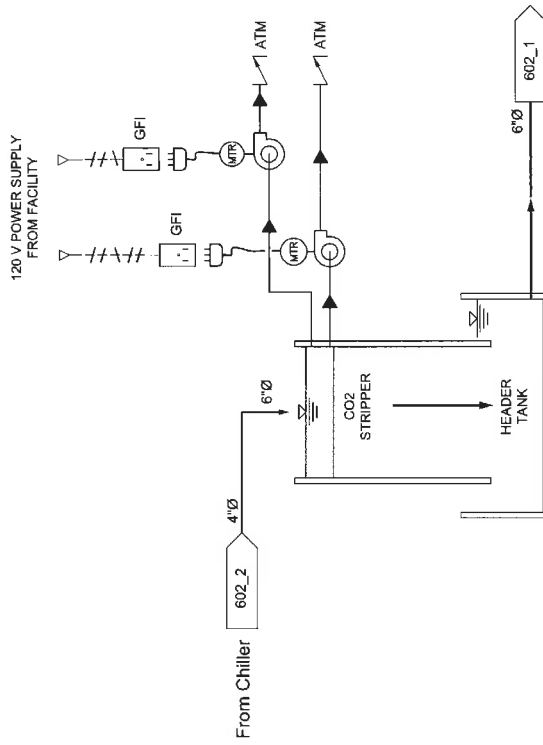 120 V POWER SUPPLY
FROM FACILITY
GFI
GFI
MTR
MTR
ATM
ATM
602_1
6"Ø
6"Ø
4"Ø
602_2
From Chiller
CO2
STRIPPER
HEADER
TANK